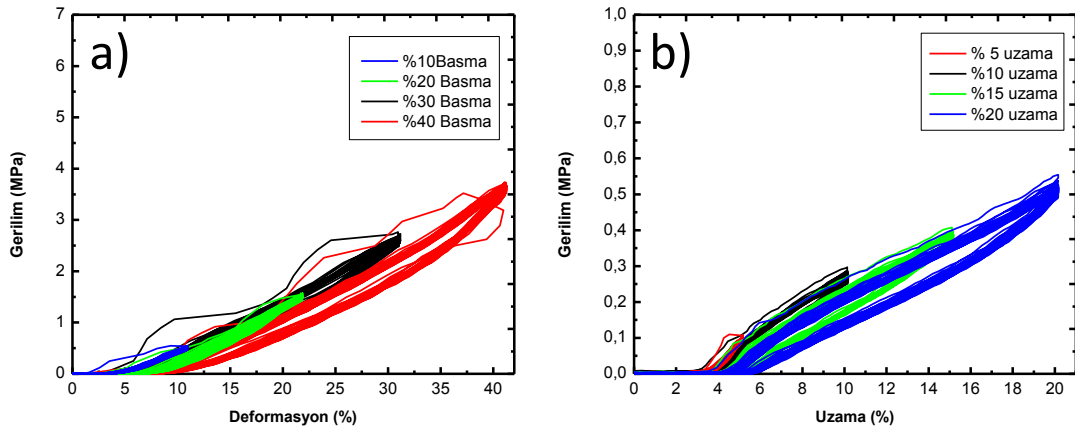 a)
7
6
5
4
3
2
1
0
0 5 10 15 20 25 30 35 40
Gerilim (MPa)
Deformasyon (%)
%10Basma
%20 Basma
%30 Basma
%40 Basma
b)
1,0
0,9
0,8
0,7
0,6
0,5
0,4
0,3
0,2
0,1
0,0
0 2 4 6 8 10 12 14 16 18 20
Gerilim (MPa)
Uzama (%)
% 5 uzama
%10 uzama
%15 uzama
%20 uzama